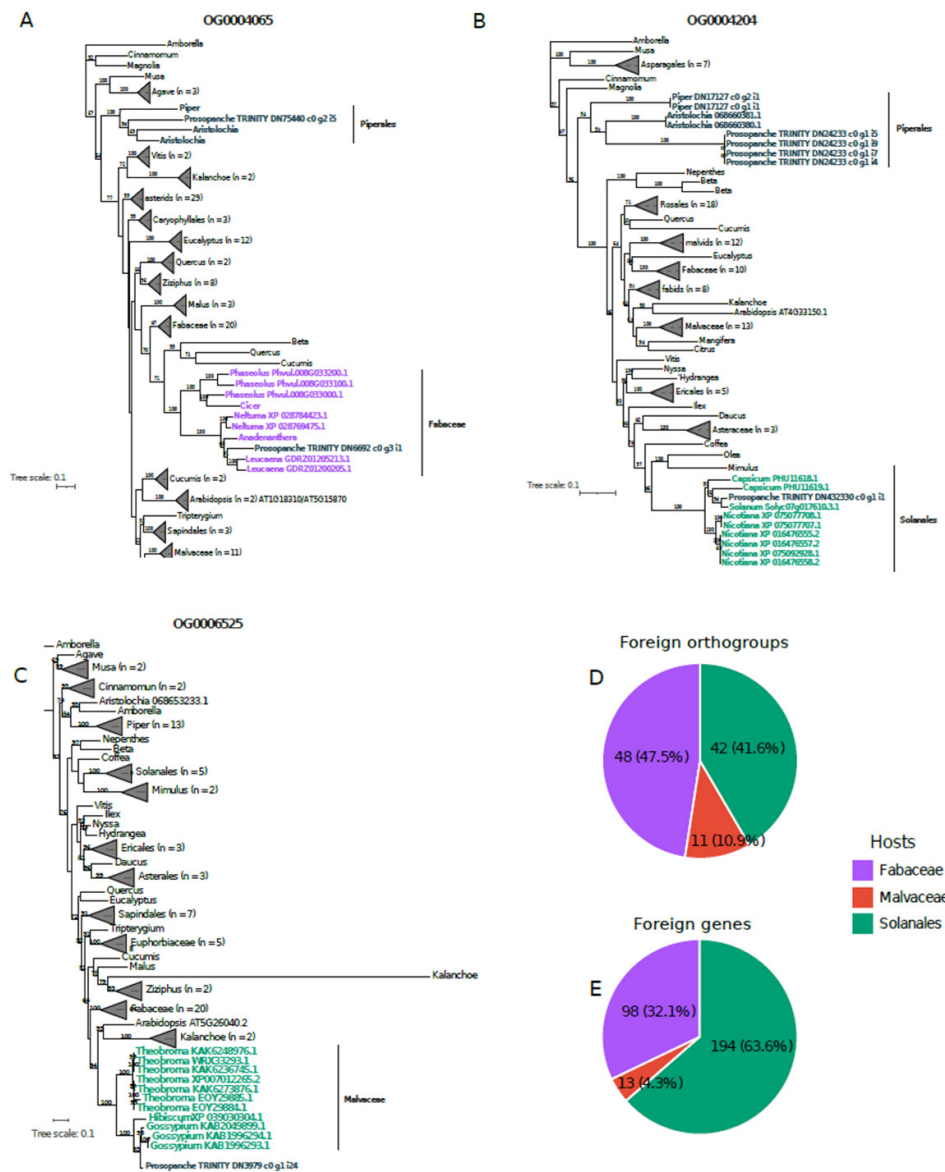 A
OG0004065
Amborella
Cinnamomum
Magnolia
Musa
Agave (n = 3)
Piper
Prosopanche TRINITY DN75440 c0 g2 i5
Aristolochia
Aristolochia
Piperales
Vitis (n = 2)
Kalanchoe (n = 2)
asterids (n = 29)
Caryophyllales (n = 3)
Eucalyptus (n = 12)
Quercus (n = 2)
Ziziphus (n = 8)
Malus (n = 3)
Fabaceae (n = 20)
Beta
Quercus
Cucumis
Phaseolus Phvul.008G033200.1
Phaseolus Phvul.008G033100.1
Phaseolus Phvul.008G033000.1
Cicer
Neltuma XP 028784423.1
Neltuma XP 028769475.1
Anadenanthera
Prosopanche TRINITY DN6692 c0 g3 i1
Leucaena GDRZ01205213.1
Leucaena GDRZ01200205.1
Fabaceae
Tree scale: 0.1
Cucumis (n = 2)
Arabidopsis (n = 2) AT1G18310/AT5G15870
Tripterygium
Sapindales (n = 3)
Malvaceae (n = 11)
B
OG0004204
Amborella
Musa
Asparagales (n = 7)
Cinnamomum
Magnolia
Piper DN17127 c0 g2 i1
Piper DN17127 c0 g1 i1
Aristolochia 068660381.1
Aristolochia 068660380.1
Prosopanche TRINITY DN24233 c0 g1 i5
Prosopanche TRINITY DN24233 c0 g1 i9
Prosopanche TRINITY DN24233 c0 g1 i7
Prosopanche TRINITY DN24233 c0 g1 i4
Piperales
Nepenthes
Beta
Beta
Rosales (n = 18)
Quercus
Cucumis
malvids (n = 12)
Eucalyptus
Fabaceae (n = 10)
fabids (n = 8)
Kalanchoe
Arabidopsis AT4G33150.1
Malvaceae (n = 13)
Mangifera
Citrus
Vitis
Nyssa
Hydrangea
Ericales (n = 5)
Ilex
Daucus
Asteraceae (n = 3)
Coffea
Olea
Mimulus
Capsicum PHU11618.1
Capsicum PHU11619.1
Prosopanche TRINITY DN432330 c0 g1 i1
Solanum Solyc07g017610.3.1
Nicotiana XP 075077708.1
Nicotiana XP 075077707.1
Nicotiana XP 016476555.2
Nicotiana XP 016476557.2
Nicotiana XP 075092928.1
Nicotiana XP 016476558.2
Solanales
Tree scale: 0.1
C
OG0006525
Amborella
Agave
Musa (n = 2)
Cinnamomun (n = 2)
Aristolochia 068653233.1
Amborella
Piper (n = 13)
Nepenthes
Beta
Coffea
Solanales (n = 5)
Mimulus (n = 2)
Vitis
Ilex
Nyssa
Hydrangea
Ericales (n = 3)
Daucus
Asterales (n = 3)
Quercus
Eucalyptus
Sapindales (n = 7)
Tripterygium
Euphorbiaceae (n = 5)
Cucumis
Malus
Kalanchoe
Ziziphus (n = 2)
Fabaceae (n = 20)
Arabidopsis AT5G26040.2
Kalanchoe (n = 2)
Theobroma KAK6248976.1
Theobroma WRX33293.1
Theobroma KAK6236745.1
Theobroma XP007012265.2
Theobroma KAK6273876.1
Theobroma EOY29885.1
Theobroma EOY29884.1
HibiscumXP 039030304.1
Gossypium KAB2049899.1
Gossypium KAB1996294.1
Gossypium KAB1996293.1
Prosopanche TRINITY DN3979 c0 g1 i24
Malvaceae
Tree scale: 0.1
D
Foreign orthogroups
48 (47.5%)
42 (41.6%)
11 (10.9%)
Hosts
Fabaceae
Malvaceae
Solanales
E
Foreign genes
98 (32.1%)
194 (63.6%)
13 (4.3%)